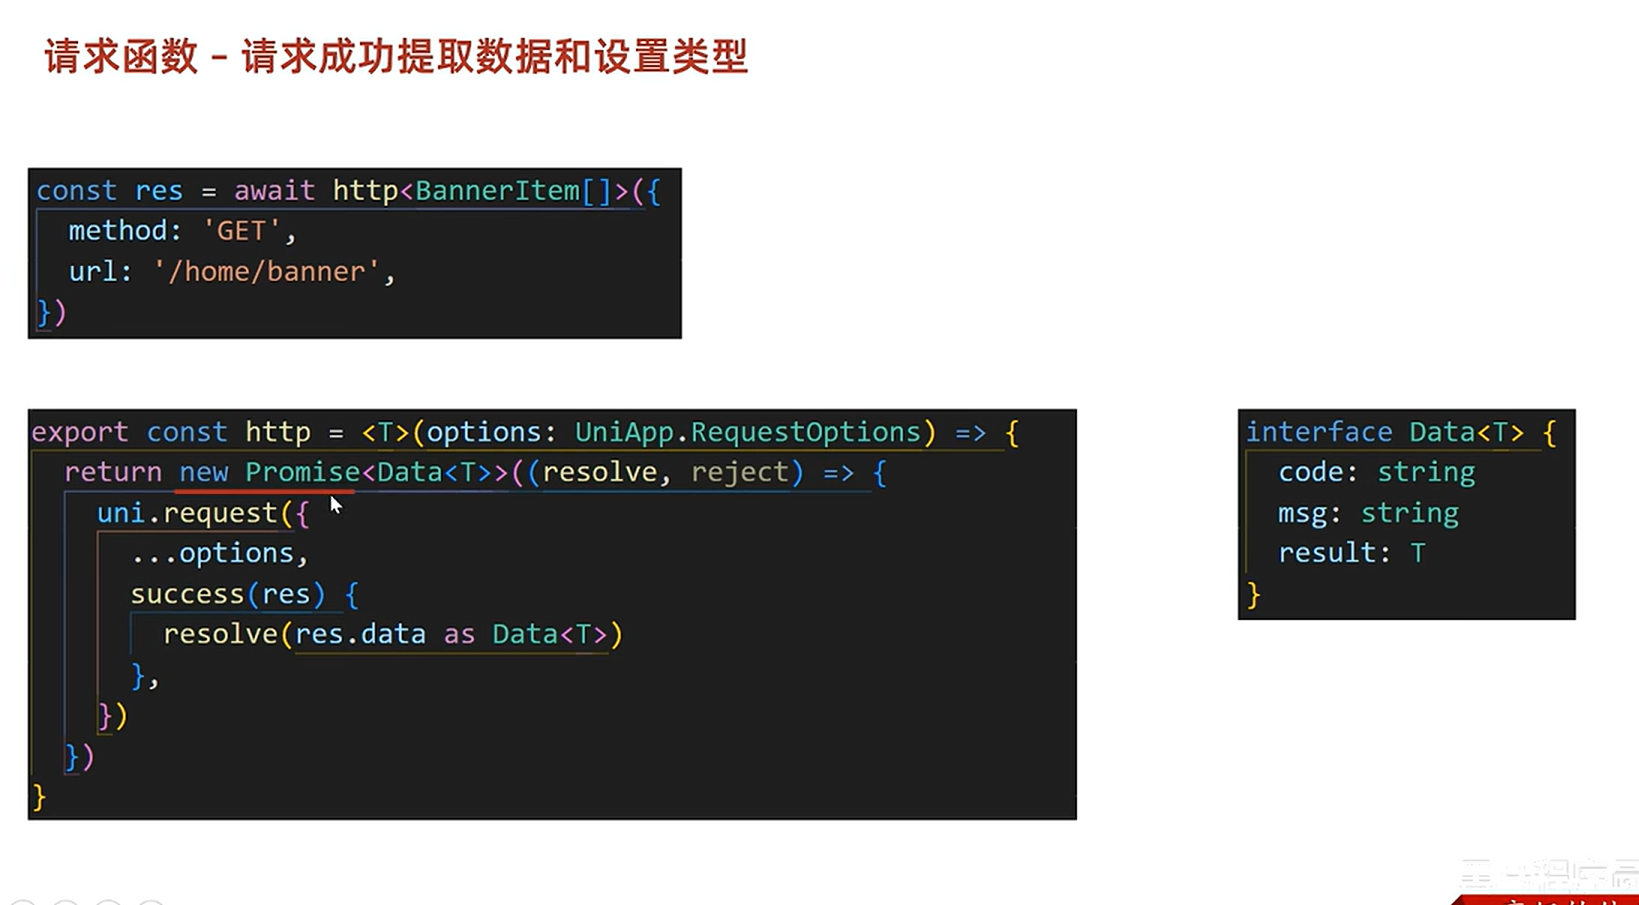 请求函数 – 请求成功提取数据和设置类型
const res = await http<BannerItem[]>({
  method: 'GET',
  url: '/home/banner',
})
export const http = <T>(options: UniApp.RequestOptions) => {
  return new Promise<Data<T>>((resolve, reject) => {
    uni.request({
      ...options,
      success(res) {
        resolve(res.data as Data<T>)
      },
    })
  })
}
interface Data<T> {
  code: string
  msg: string
  result: T
}